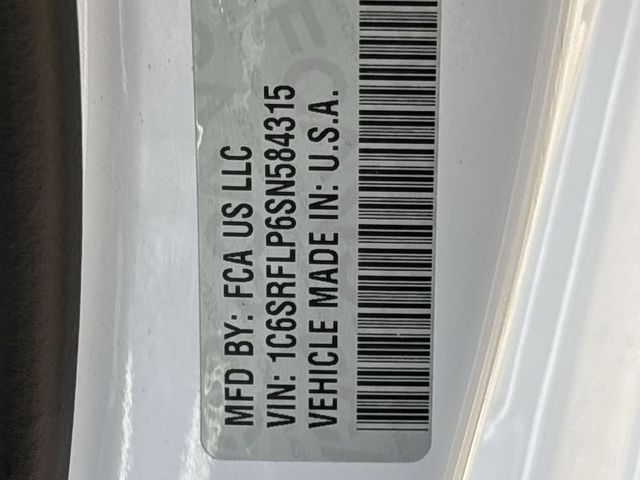 MFD BY: FCA US LLC
VIN: 1C6SRFLP6SN584315
VEHICLE MADE IN: U.S.A.